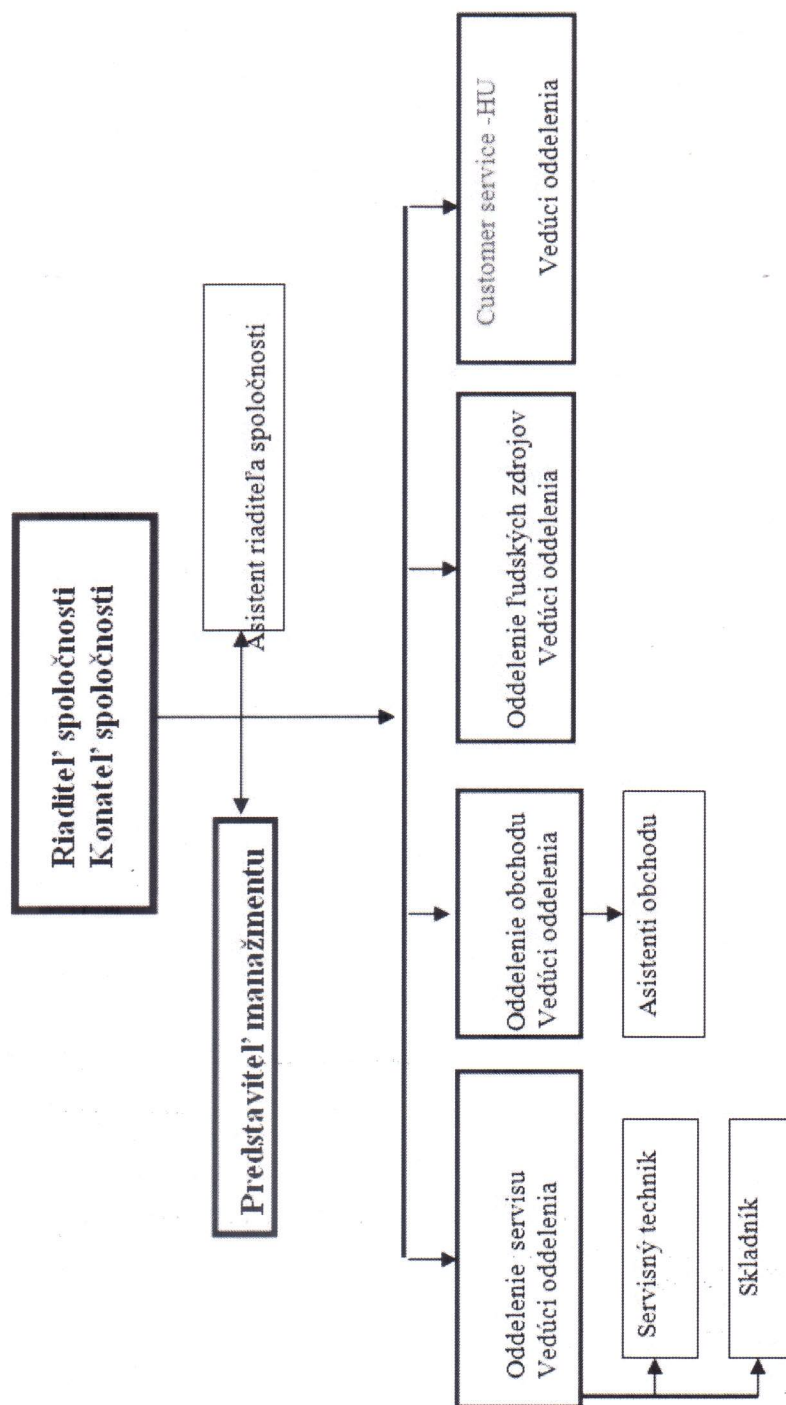 Riaditeľ spoločnosti
Konateľ spoločnosti
Predstaviteľ manažmentu
Asistent riaditeľa spoločnosti
Oddelenie servisu
Vedúci oddelenia
Oddelenie obchodu
Vedúci oddelenia
Oddelenie ľudských zdrojov
Vedúci oddelenia
Customer service -HU
Vedúci oddelenia
Servisný technik
Skladník
Asistenti obchodu